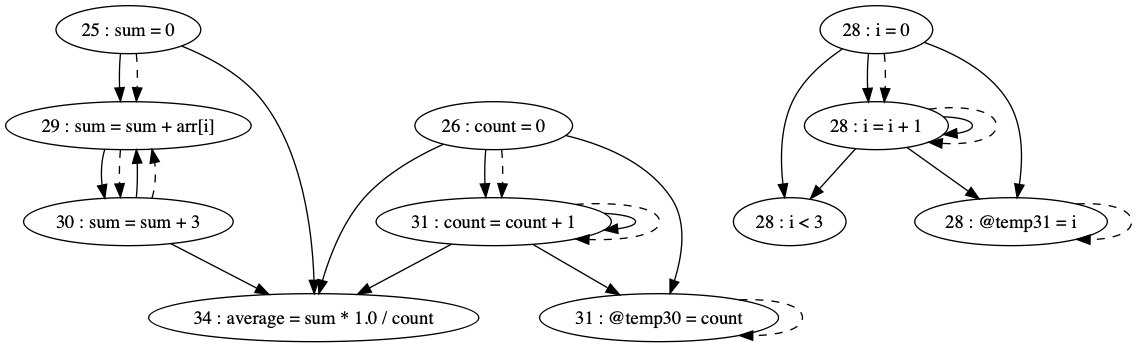 25 : sum = 0
28 : i = 0
29 : sum = sum + arr[i]
26 : count = 0
28 : i = i + 1
30 : sum = sum + 3
31 : count = count + 1
28 : i < 3
28 : @temp31 = i
34 : average = sum * 1.0 / count
31 : @temp30 = count